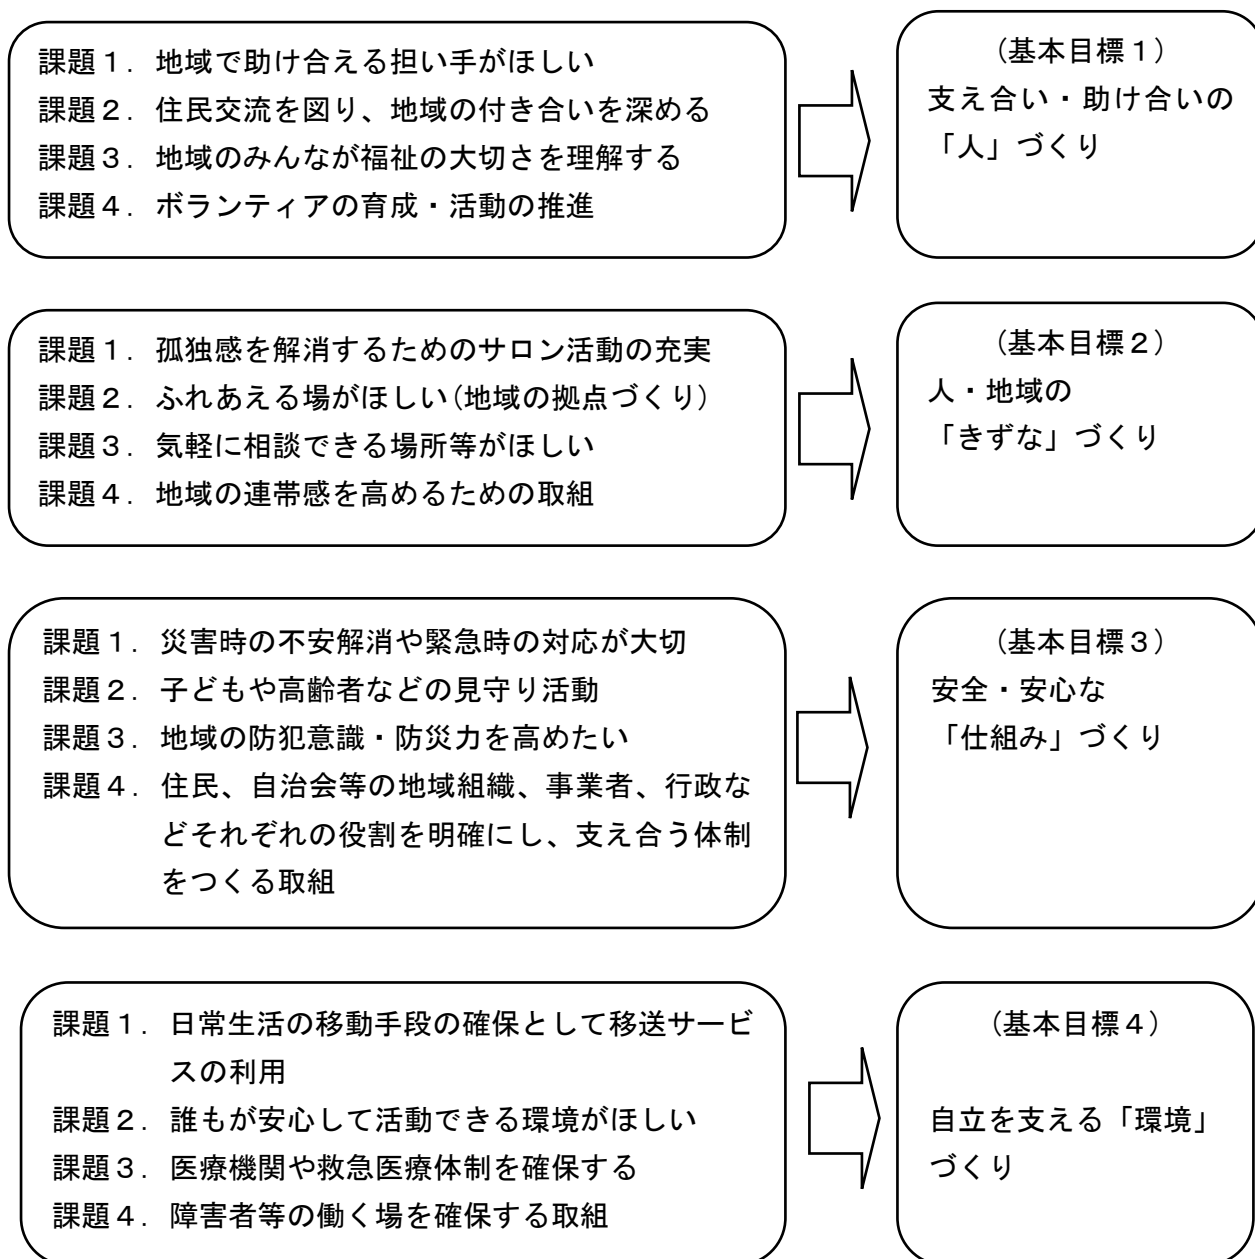 課題１．地域で助け合える担い手がほしい
課題２．住民交流を図り、地域の付き合いを深める
課題３．地域のみんなが福祉の大切さを理解する
課題４．ボランティアの育成・活動の推進
（基本目標１）
支え合い・助け合いの
「人」づくり
課題１．孤独感を解消するためのサロン活動の充実
課題２．ふれあえる場がほしい(地域の拠点づくり)
課題３．気軽に相談できる場所等がほしい
課題４．地域の連帯感を高めるための取組
（基本目標２）
人・地域の
「きずな」づくり
課題１．災害時の不安解消や緊急時の対応が大切
課題２．子どもや高齢者などの見守り活動
課題３．地域の防犯意識・防災力を高めたい
課題４．住民、自治会等の地域組織、事業者、行政な
どそれぞれの役割を明確にし、支え合う体制
をつくる取組
（基本目標３）
安全・安心な
「仕組み」づくり
課題１．日常生活の移動手段の確保として移送サービ
スの利用
課題２．誰もが安心して活動できる環境がほしい
課題３．医療機関や救急医療体制を確保する
課題４．障害者等の働く場を確保する取組
（基本目標４）
自立を支える「環境」
づくり